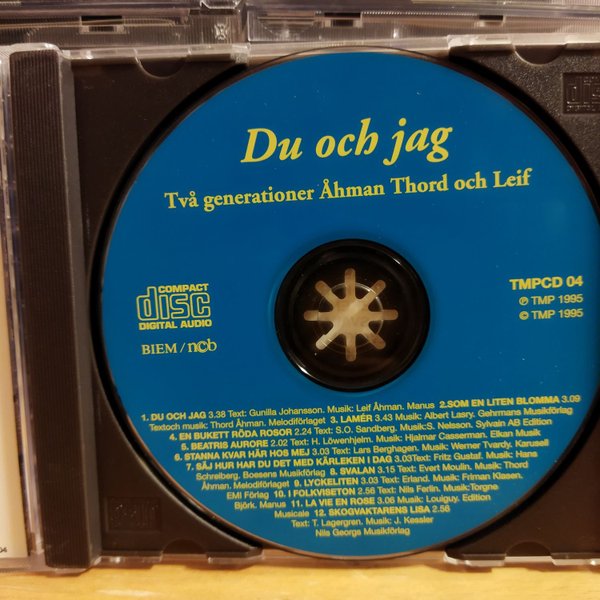 Du och jag
Två generationer Åhman Thord och Leif
COMPACT
disc
DIGITAL AUDIO
BIEM / ncb
TMPCD 04
℗ TMP 1995
© TMP 1995
1. DU OCH JAG 3.38 Text: Gunilla Johansson. Musik: Leif Åhman. Manus 2.SOM EN LITEN BLOMMA 3.09
Textoch musik: Thord Åhman. Melodiförlaget 3. LAMÉR 3.43 Musik: Albert Lasry. Gehrmans Musikförlag
4. EN BUKETT RÖDA ROSOR 2.24 Text: S.O. Sandberg. Musik:S. Nelsson. Sylvain AB Edition
5. BEATRIS AURORE 2.02 Text: H. Löwenhjelm. Musik: Hjalmar Casserman. Elkan Musik
6. STANNA KVAR HÄR HOS MEJ 3.03 Text: Lars Berghagen. Musik: Werner Tvardy. Karusell
7. SÄJ HUR HAR DU DET MED KÄRLEKEN I DAG 3.03Text: Fritz Gustaf. Musik: Hans
Schreiberg. Boesens Musikförlag 8. SVALAN 3.15 Text: Evert Moulin. Musik: Thord
Åhman. Melodiförlaget 9. LYCKELITEN 3.03 Text: Erland. Musik: Friman Klasen.
EMI Förlag 10. I FOLKVISETON 2.56 Text: Nils Ferlin. Musik:Torgne
Björk. Manus 11. LA VIE EN ROSE 3.06 Musik: Louiguy. Edition
Musicale 12. SKOGVAKTARENS LISA 2.58
Text: T. Lagergren. Musik: J. Kessler
Nils George Musikförlag